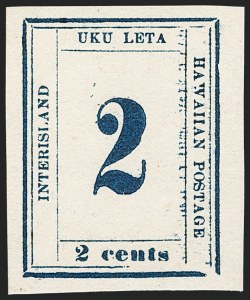 UKU LETA
INTERISLAND
2
HAWAIIAN POSTAGE
2 cents